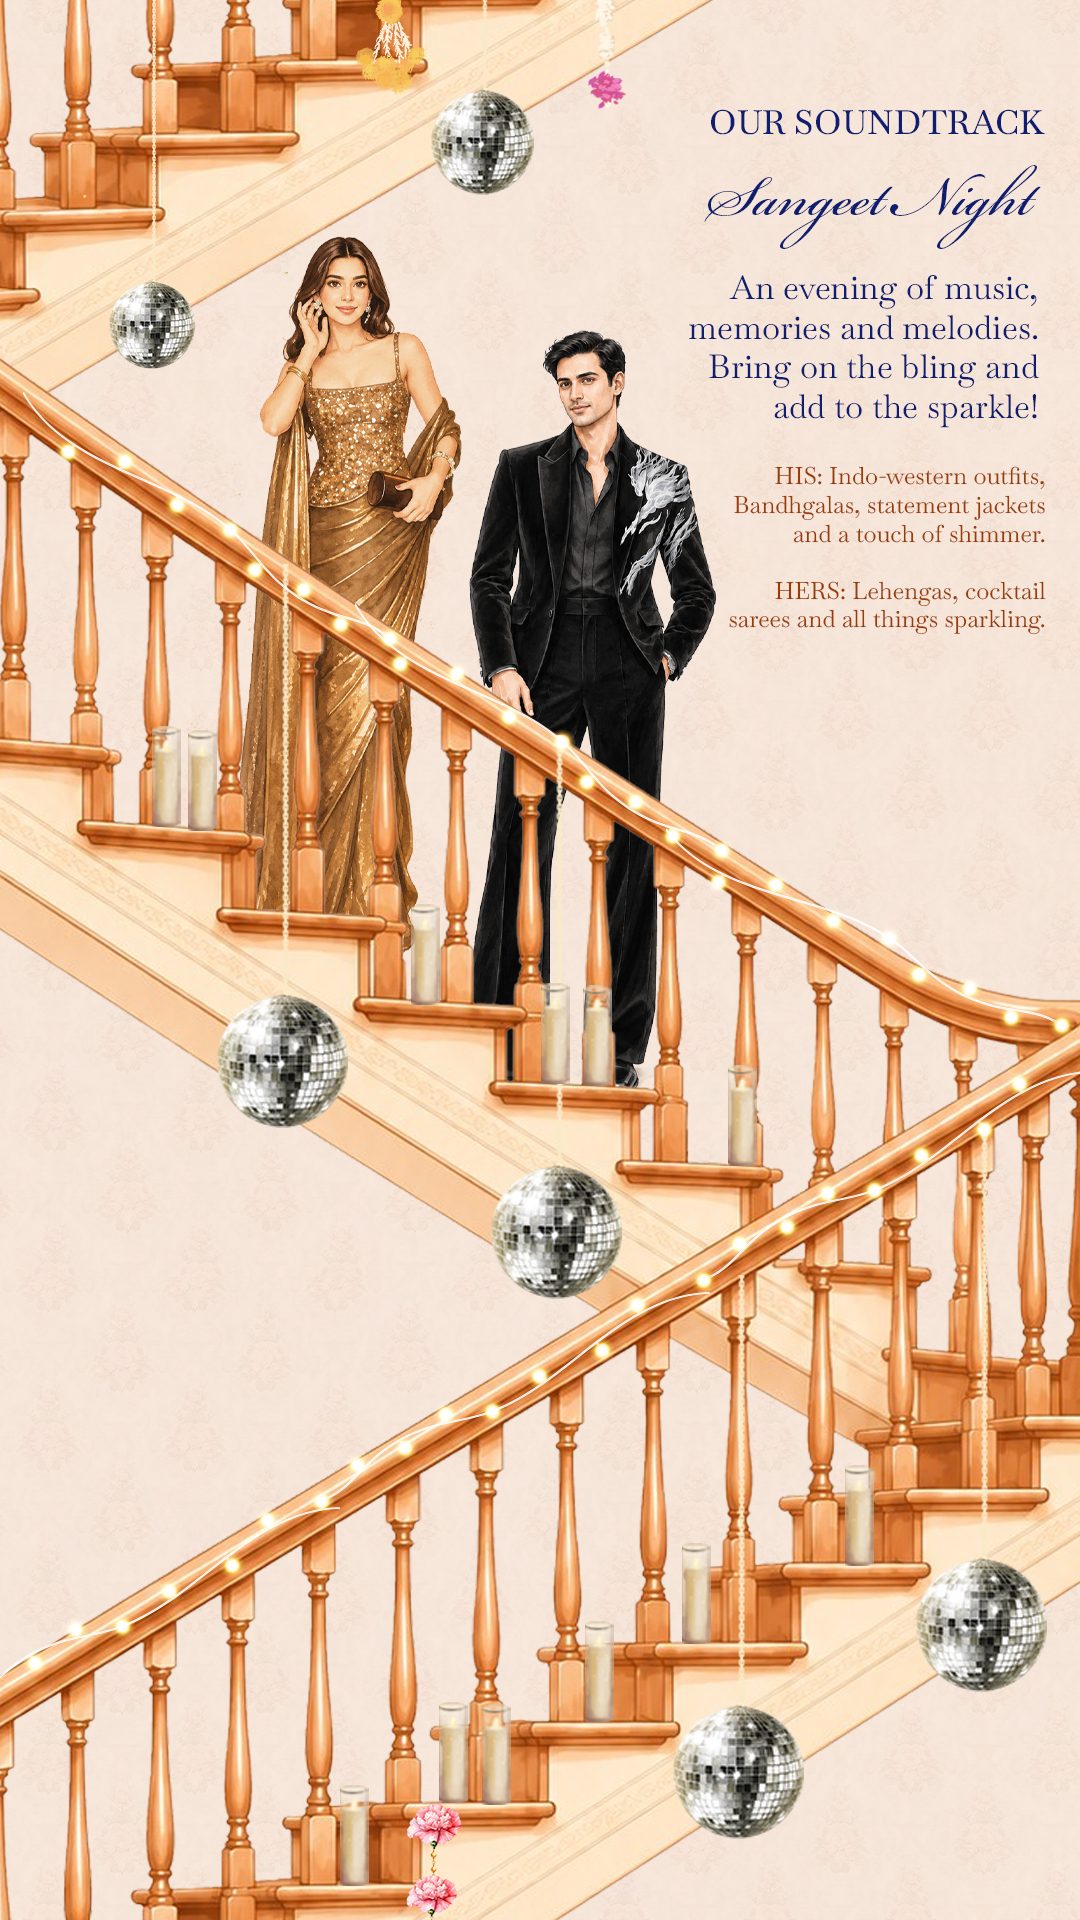 OUR SOUNDTRACK
Sangeet Night
An evening of music,
memories and melodies.
Bring on the bling and
add to the sparkle!
HIS: Indo-western outfits,
Bandhgalas, statement jackets
and a touch of shimmer.
HERS: Lehengas, cocktail
sarees and all things sparkling.